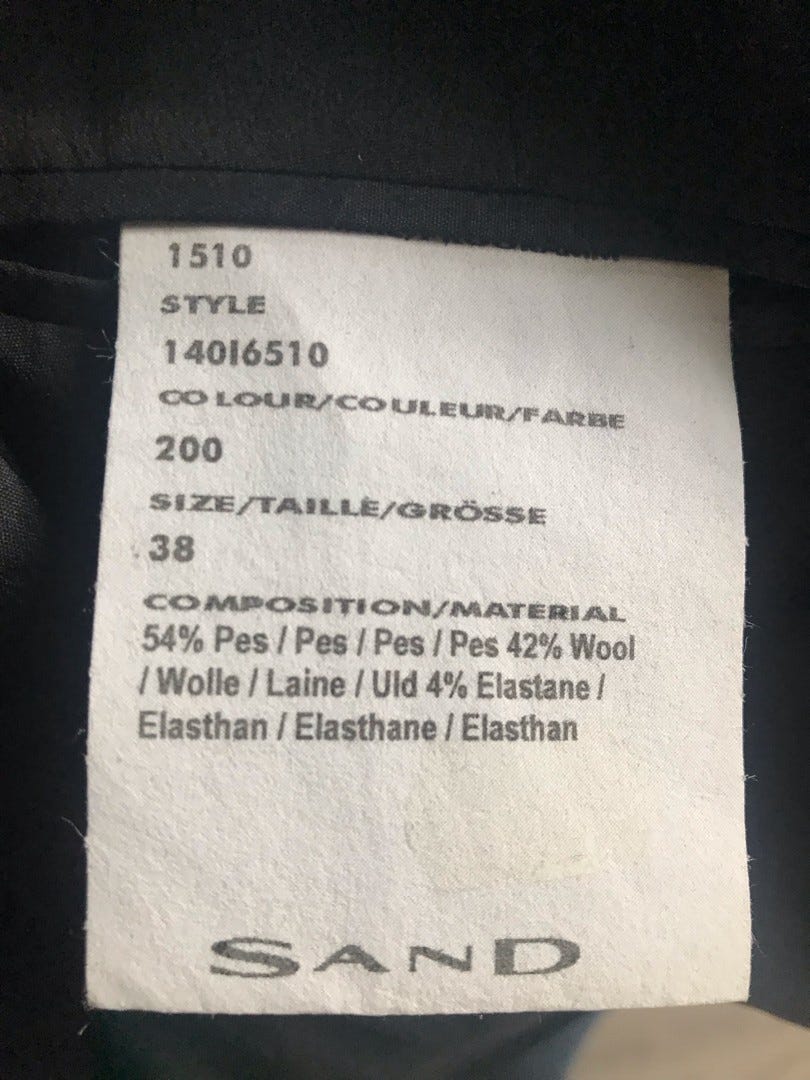 1510
STYLE
140I6510
COLOUR/COULEUR/FARBE
200
SIZE/TAILLE/GRÖSSE
38
COMPOSITION/MATERIAL
54% Pes / Pes / Pes / Pes 42% Wool
/ Wolle / Laine / Uld 4% Elastane /
Elasthan / Elasthane / Elasthan
SAND